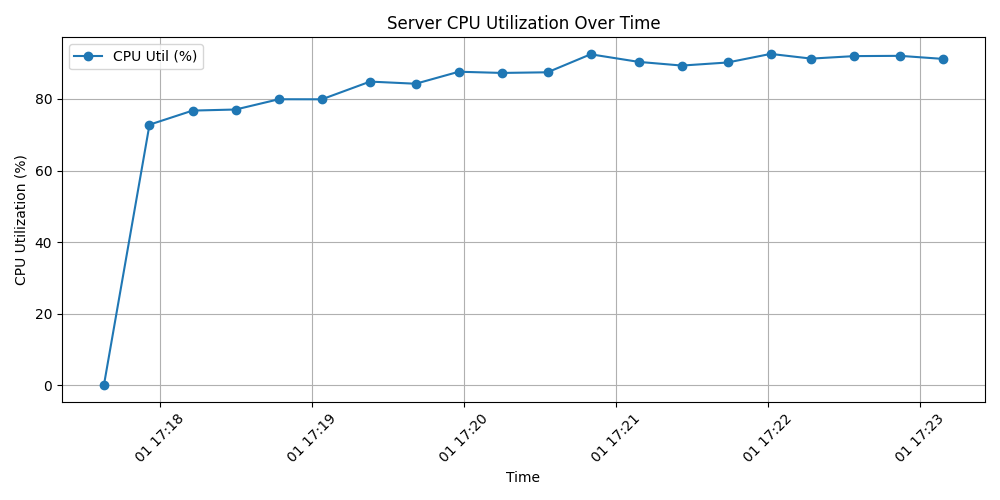 Server CPU Utilization Over Time
CPU Util (%)
CPU Utilization (%)
80
60
40
20
0
01 17:18
01 17:19
01 17:20
01 17:21
01 17:22
01 17:23
Time